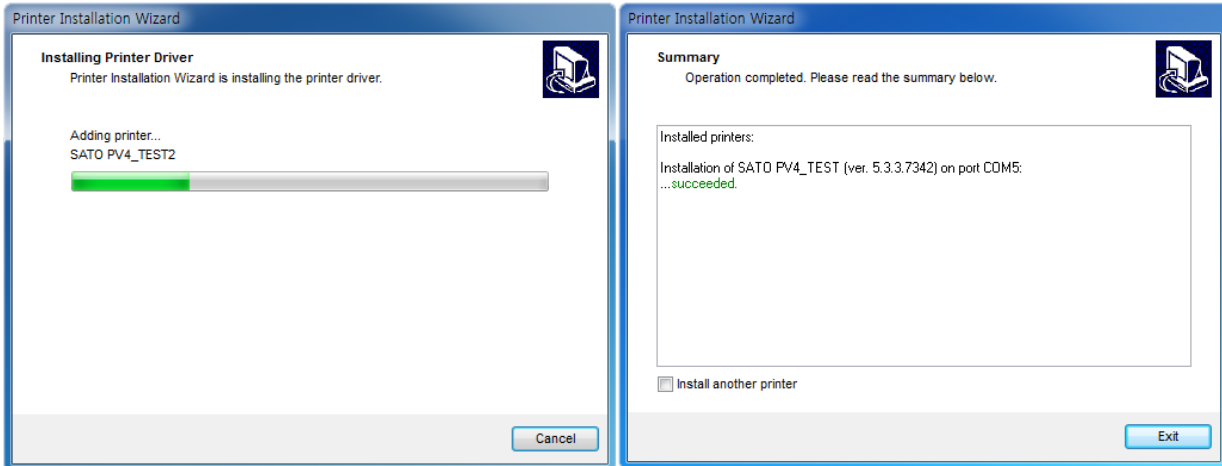 Printer Installation Wizard
Installing Printer Driver
Printer Installation Wizard is installing the printer driver.
Adding printer...
SATO PV4_TEST2
Cancel
Printer Installation Wizard
Summary
Operation completed. Please read the summary below.
Installed printers:
Installation of SATO PV4_TEST (ver. 5.3.3.7342) on port COM5:
...succeeded.
Install another printer
Exit